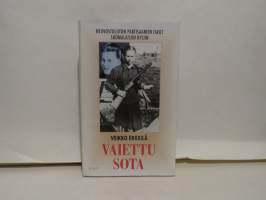 NEUVOSTOLIITON PARTISAANIEN ISKUT
SUOMALAISIIN KYLIIN
VEIKKO ERKKILÄ
VAIETTU
SOTA